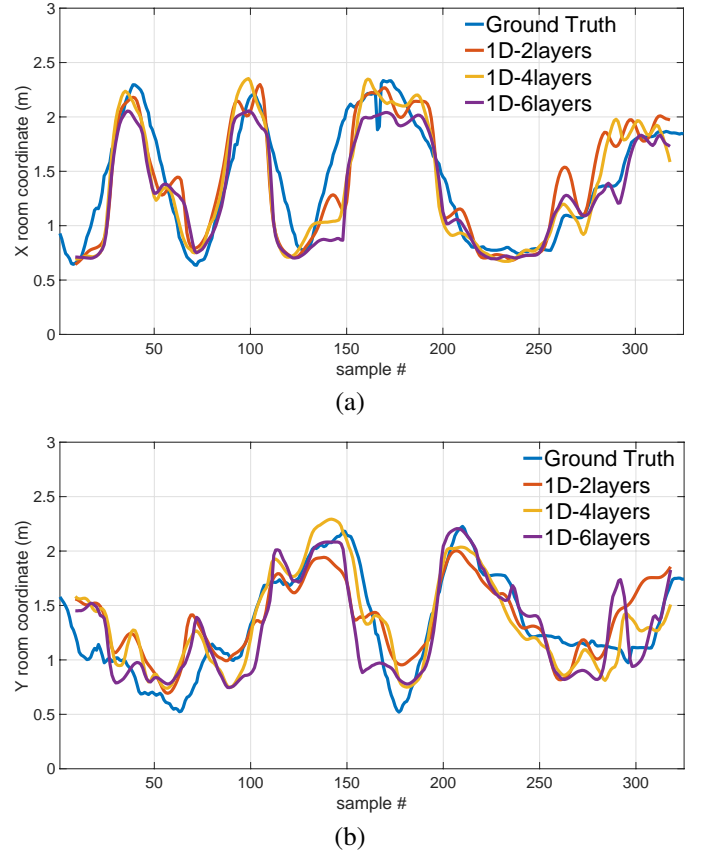 3
2.5
2
1.5
1
0.5
0
X room coordinate (m)
Ground Truth
1D-2layers
1D-4layers
1D-6layers
50 100 150 200 250 300
sample #
(a)
3
2.5
2
1.5
1
0.5
0
Y room coordinate (m)
Ground Truth
1D-2layers
1D-4layers
1D-6layers
50 100 150 200 250 300
sample #
(b)